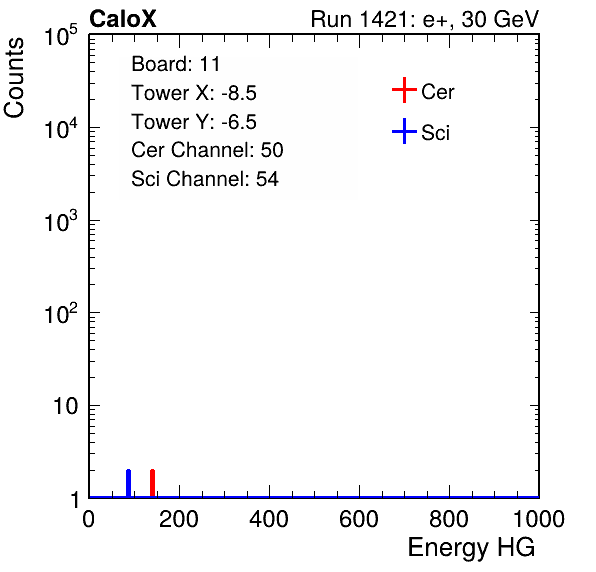 CaloX Run 1421: e+, 30 GeV
Counts
Board: 11
Tower X: -8.5
Tower Y: -6.5
Cer Channel: 50
Sci Channel: 54
Cer
Sci
10^5
10^4
10^3
10^2
10
1
0 200 400 600 800 1000
Energy HG